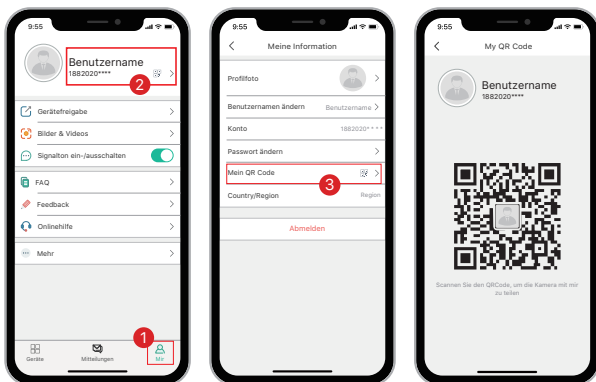 9:55
Benutzername
1882020****
2
Gerätefreigabe
Bilder & Videos
Signalton ein-/ausschalten
FAQ
Feedback
Onlinehilfe
Mehr
1
Geräte
Mitteilungen
Mir
9:55
Meine Information
Profilfoto
Benutzernamen ändern
Benutzername
Konto
1882020****
Passwort ändern
Mein QR Code
3
Country/Region
Region
Abmelden
9:55
My QR Code
Benutzername
1882020****
Scannen Sie den QRCode, um die Kamera mit mir
zu teilen